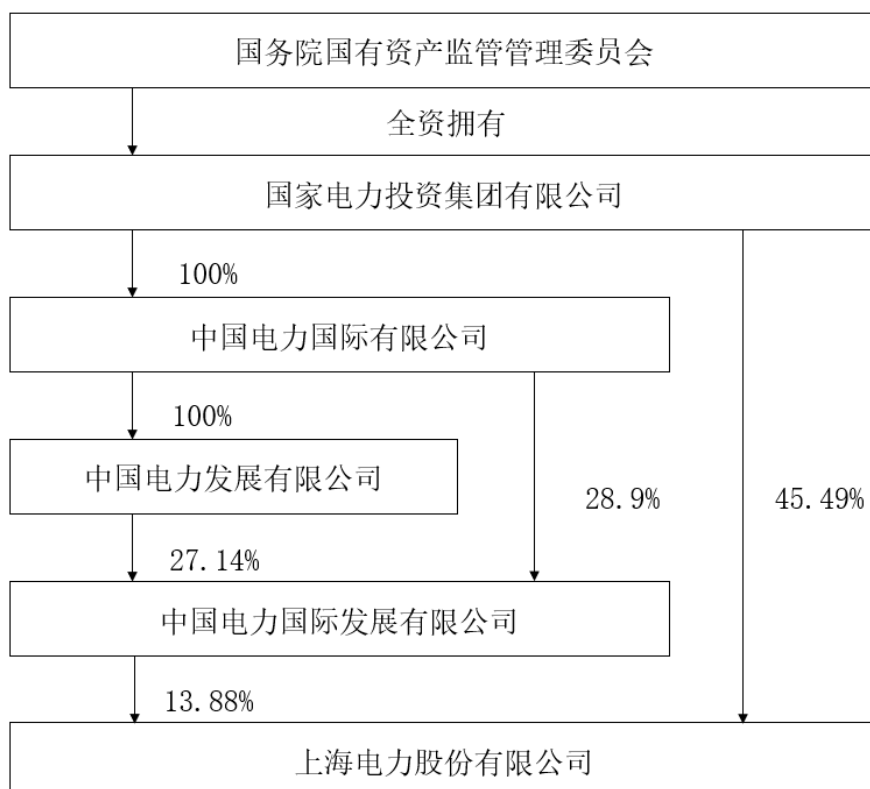 国务院国有资产监管管理委员会
全资拥有
国家电力投资集团有限公司
100%
中国电力国际有限公司
100%
中国电力发展有限公司
28.9%
45.49%
27.14%
中国电力国际发展有限公司
13.88%
上海电力股份有限公司